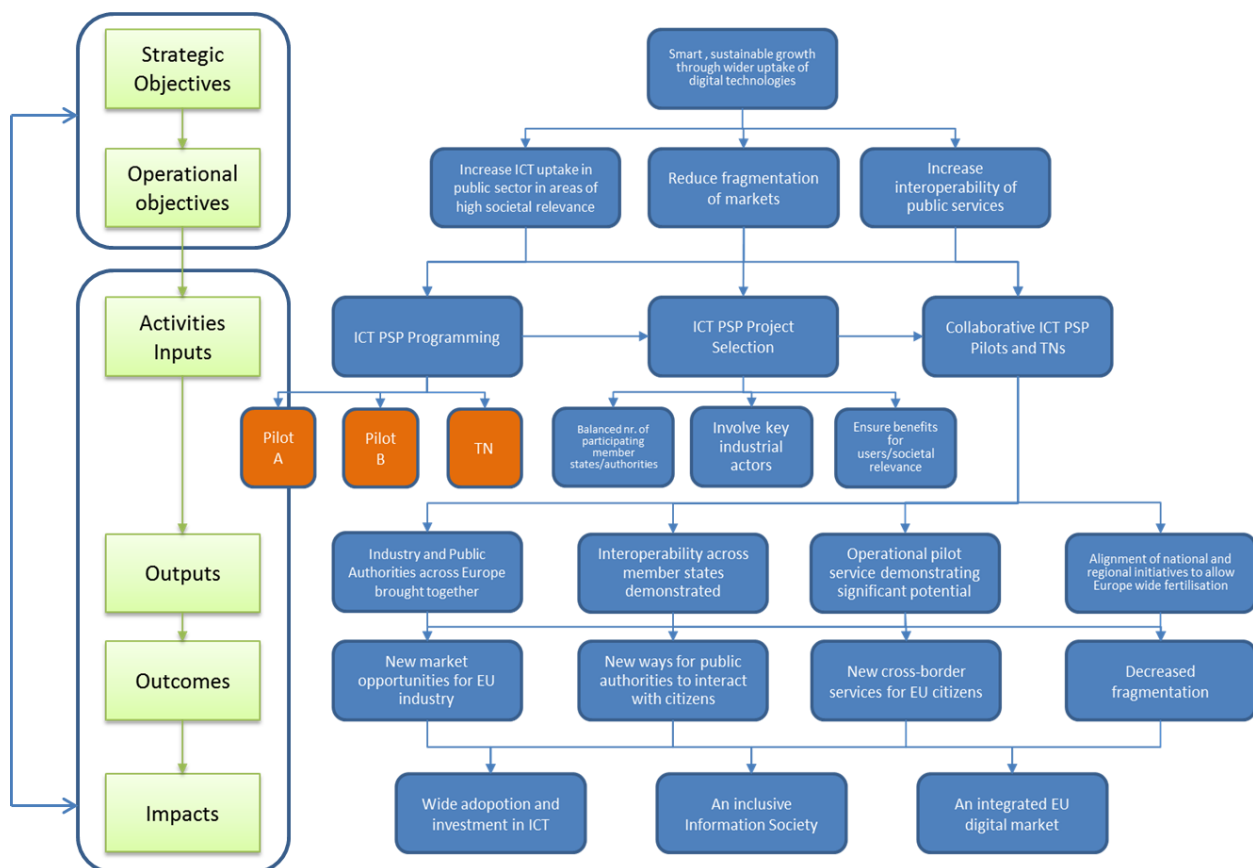 Strategic
Objectives
Operational
objectives
Activities
Inputs
Outputs
Outcomes
Impacts
Smart , sustainable growth
through wider uptake of
digital technologies
Increase ICT uptake in
public sector in areas of
high societal relevance
Reduce fragmentation
of markets
Increase
interoperability of
public services
ICT PSP Programming
ICT PSP Project
Selection
Collaborative ICT PSP
Pilots and TNs
Pilot
A
Pilot
B
TN
Balanced nr. of
participating
member
states/authorities
Involve key
industrial
actors
Ensure benefits
for
users/societal
relevance
Industry and Public
Authorities across Europe
brought together
Interoperability across
member states
demonstrated
Operational pilot
service demonstrating
significant potential
Alignment of national and
regional initiatives to allow
Europe wide fertilisation
New market
opportunities for EU
industry
New ways for public
authorities to interact
with citizens
New cross-border
services for EU citizens
Decreased
fragmentation
Wide adopotion and
investment in ICT
An inclusive
Information Society
An integrated EU
digital market